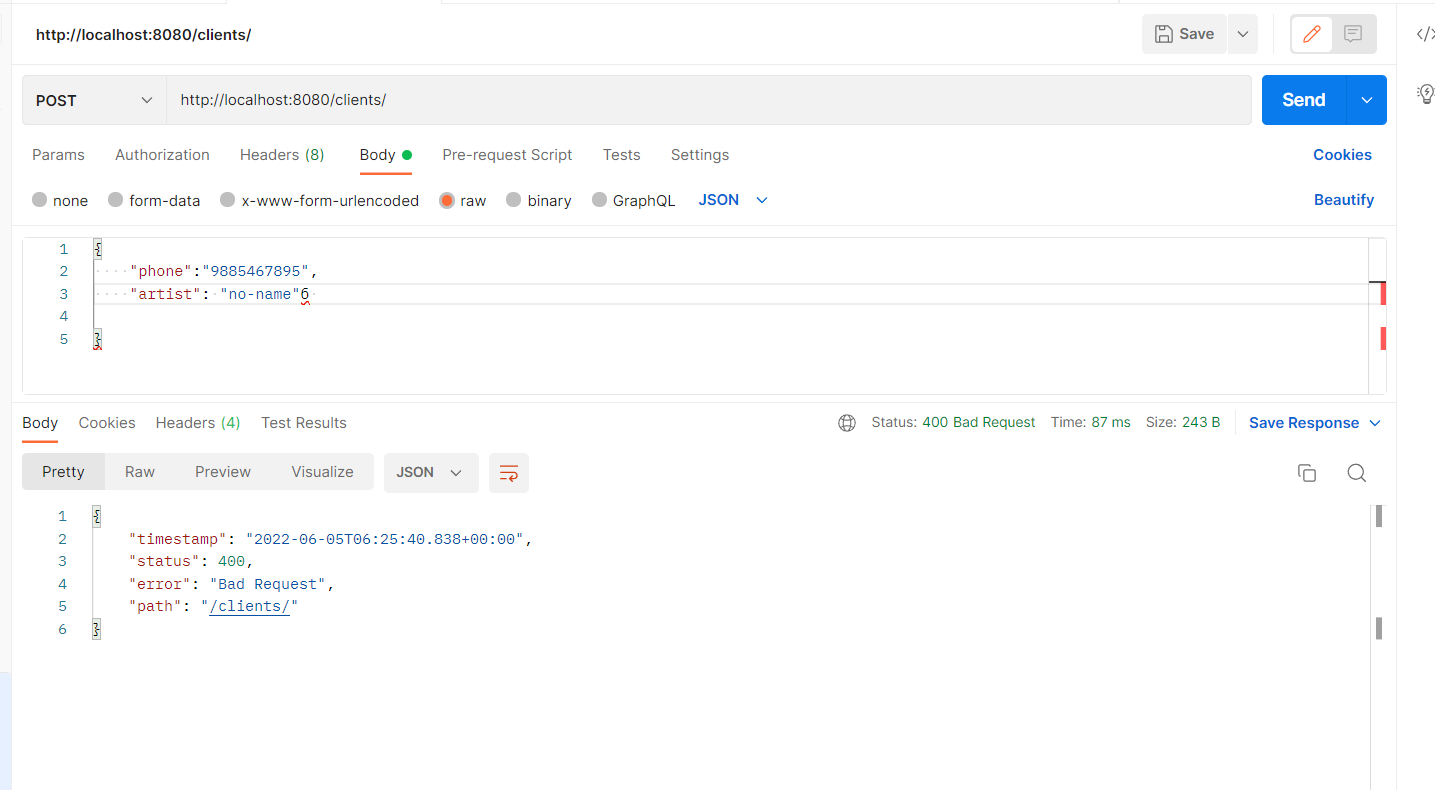 http://localhost:8080/clients/
Save
POST
http://localhost:8080/clients/
Send
Params Authorization Headers (8) Body Pre-request Script Tests Settings Cookies
none form-data x-www-form-urlencoded raw binary GraphQL JSON Beautify
1 {
2 "phone":"9885467895",
3 "artist": "no-name"б
4
5 }
Body Cookies Headers (4) Test Results Status: 400 Bad Request Time: 87 ms Size: 243 B Save Response
Pretty Raw Preview Visualize JSON
1 {
2 "timestamp": "2022-06-05T06:25:40.838+00:00",
3 "status": 400,
4 "error": "Bad Request",
5 "path": "/clients/"
6 }